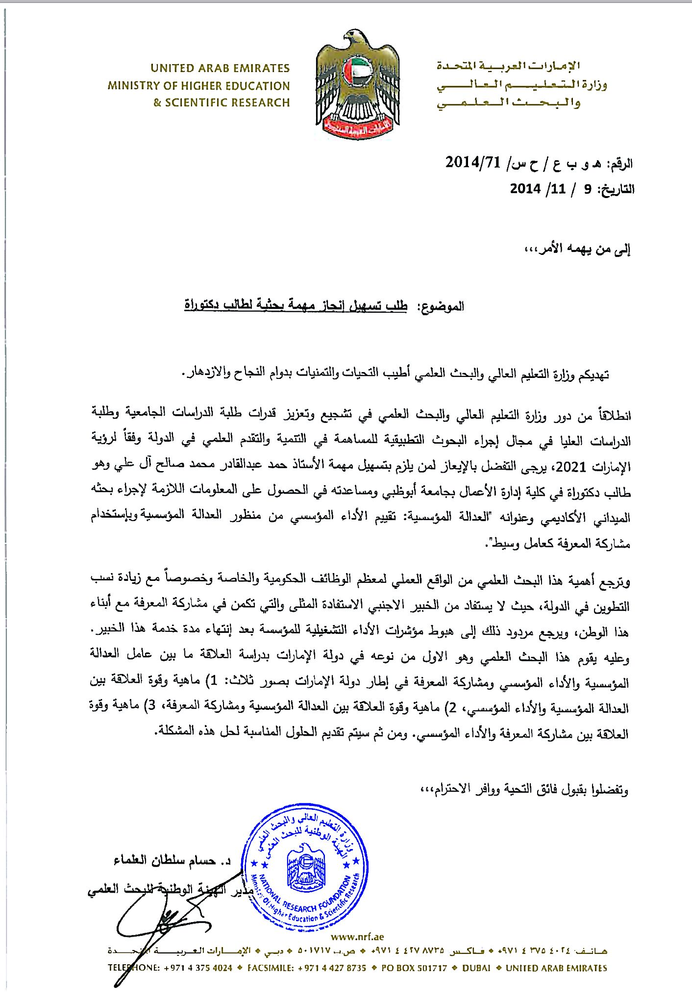 UNITED ARAB EMIRATES
MINISTRY OF HIGHER EDUCATION
& SCIENTIFIC RESEARCH
الإمارات العربية المتحدة
وزارة التعليم العالي
والبحث العلمي
الإمارات العربية المتحدة
الرقم: هـ و ب ع / ح س/ 2014/71
التاريخ: 9 / 11/ 2014
إلى من يهمه الأمر،،،
الموضوع: طلب تسهيل إنجاز مهمة بحثية لطالب دكتوراة
تهديكم وزارة التعليم العالي والبحث العلمي أطيب التحيات والتمنيات بدوام النجاح والازدهار.
انطلاقاً من دور وزارة التعليم العالي والبحث العلمي في تشجيع وتعزيز قدرات طلبة الدراسات الجامعية وطلبة
الدراسات العليا في مجال إجراء البحوث التطبيقية للمساهمة في التنمية والتقدم العلمي في الدولة وفقاً لرؤية
الإمارات 2021، يرجى التفضل بالإيعاز لمن يلزم بتسهيل مهمة الأستاذ حمد عبدالقادر محمد صالح آل علي وهو
طالب دكتوراة في كلية إدارة الأعمال بجامعة أبوظبي ومساعدته في الحصول على المعلومات اللازمة لإجراء بحثه
الميداني الأكاديمي وعنوانه "العدالة المؤسسية: تقييم الأداء المؤسسي من منظور العدالة المؤسسية وبإستخدام
مشاركة المعرفة كعامل وسيط".
وترجع أهمية هذا البحث العلمي من الواقع العملي لمعظم الوظائف الحكومية والخاصة وخصوصاً مع زيادة نسب
التطوين في الدولة، حيث لا يستفاد من الخبير الاجنبي الاستفادة المثلى والتي تكمن في مشاركة المعرفة مع أبناء
هذا الوطن، ويرجع مردود ذلك إلى هبوط مؤشرات الأداء التشغيلية للمؤسسة بعد إنتهاء مدة خدمة هذا الخبير.
وعليه يقوم هذا البحث العلمي وهو الاول من نوعه في دولة الإمارات بدراسة العلاقة ما بين عامل العدالة
المؤسسية والأداء المؤسسي ومشاركة المعرفة في إطار دولة الإمارات بصور ثلاث: 1) ماهية وقوة العلاقة بين
العدالة المؤسسية والأداء المؤسسي، 2) ماهية وقوة العلاقة بين العدالة المؤسسية ومشاركة المعرفة، 3) ماهية وقوة
العلاقة بين مشاركة المعرفة والأداء المؤسسي. ومن ثم سيتم تقديم الحلول المناسبة لحل هذه المشكلة.
وتفضلوا بقبول فائق التحية ووافر الاحترام،،،
وزارة التعليم العالي والبحث العلمي
الهيئة الوطنية للبحث العلمي
NATIONAL RESEARCH FOUNDATION
Ministry Of Higher Education & Scientific Research
د. حسام سلطان العلماء
مدير الهيئة الوطنية للبحث العلمي
www.nrf.ae
هاتف: ٤٠٢٤ ٣٧٥ ٤ ٩٧١+ ❖ فاكس ٨٧٣٥ ٤٢٧ ٤ ٩٧١+ ❖ ص.ب ٥٠١٧١٧ ❖ دبي ❖ الإمارات العربية المتحدة
TELEPHONE: +971 4 375 4024 ❖ FACSIMILE: +971 4 427 8735 ❖ PO BOX 501717 ❖ DUBAI ❖ UNITED ARAB EMIRATES